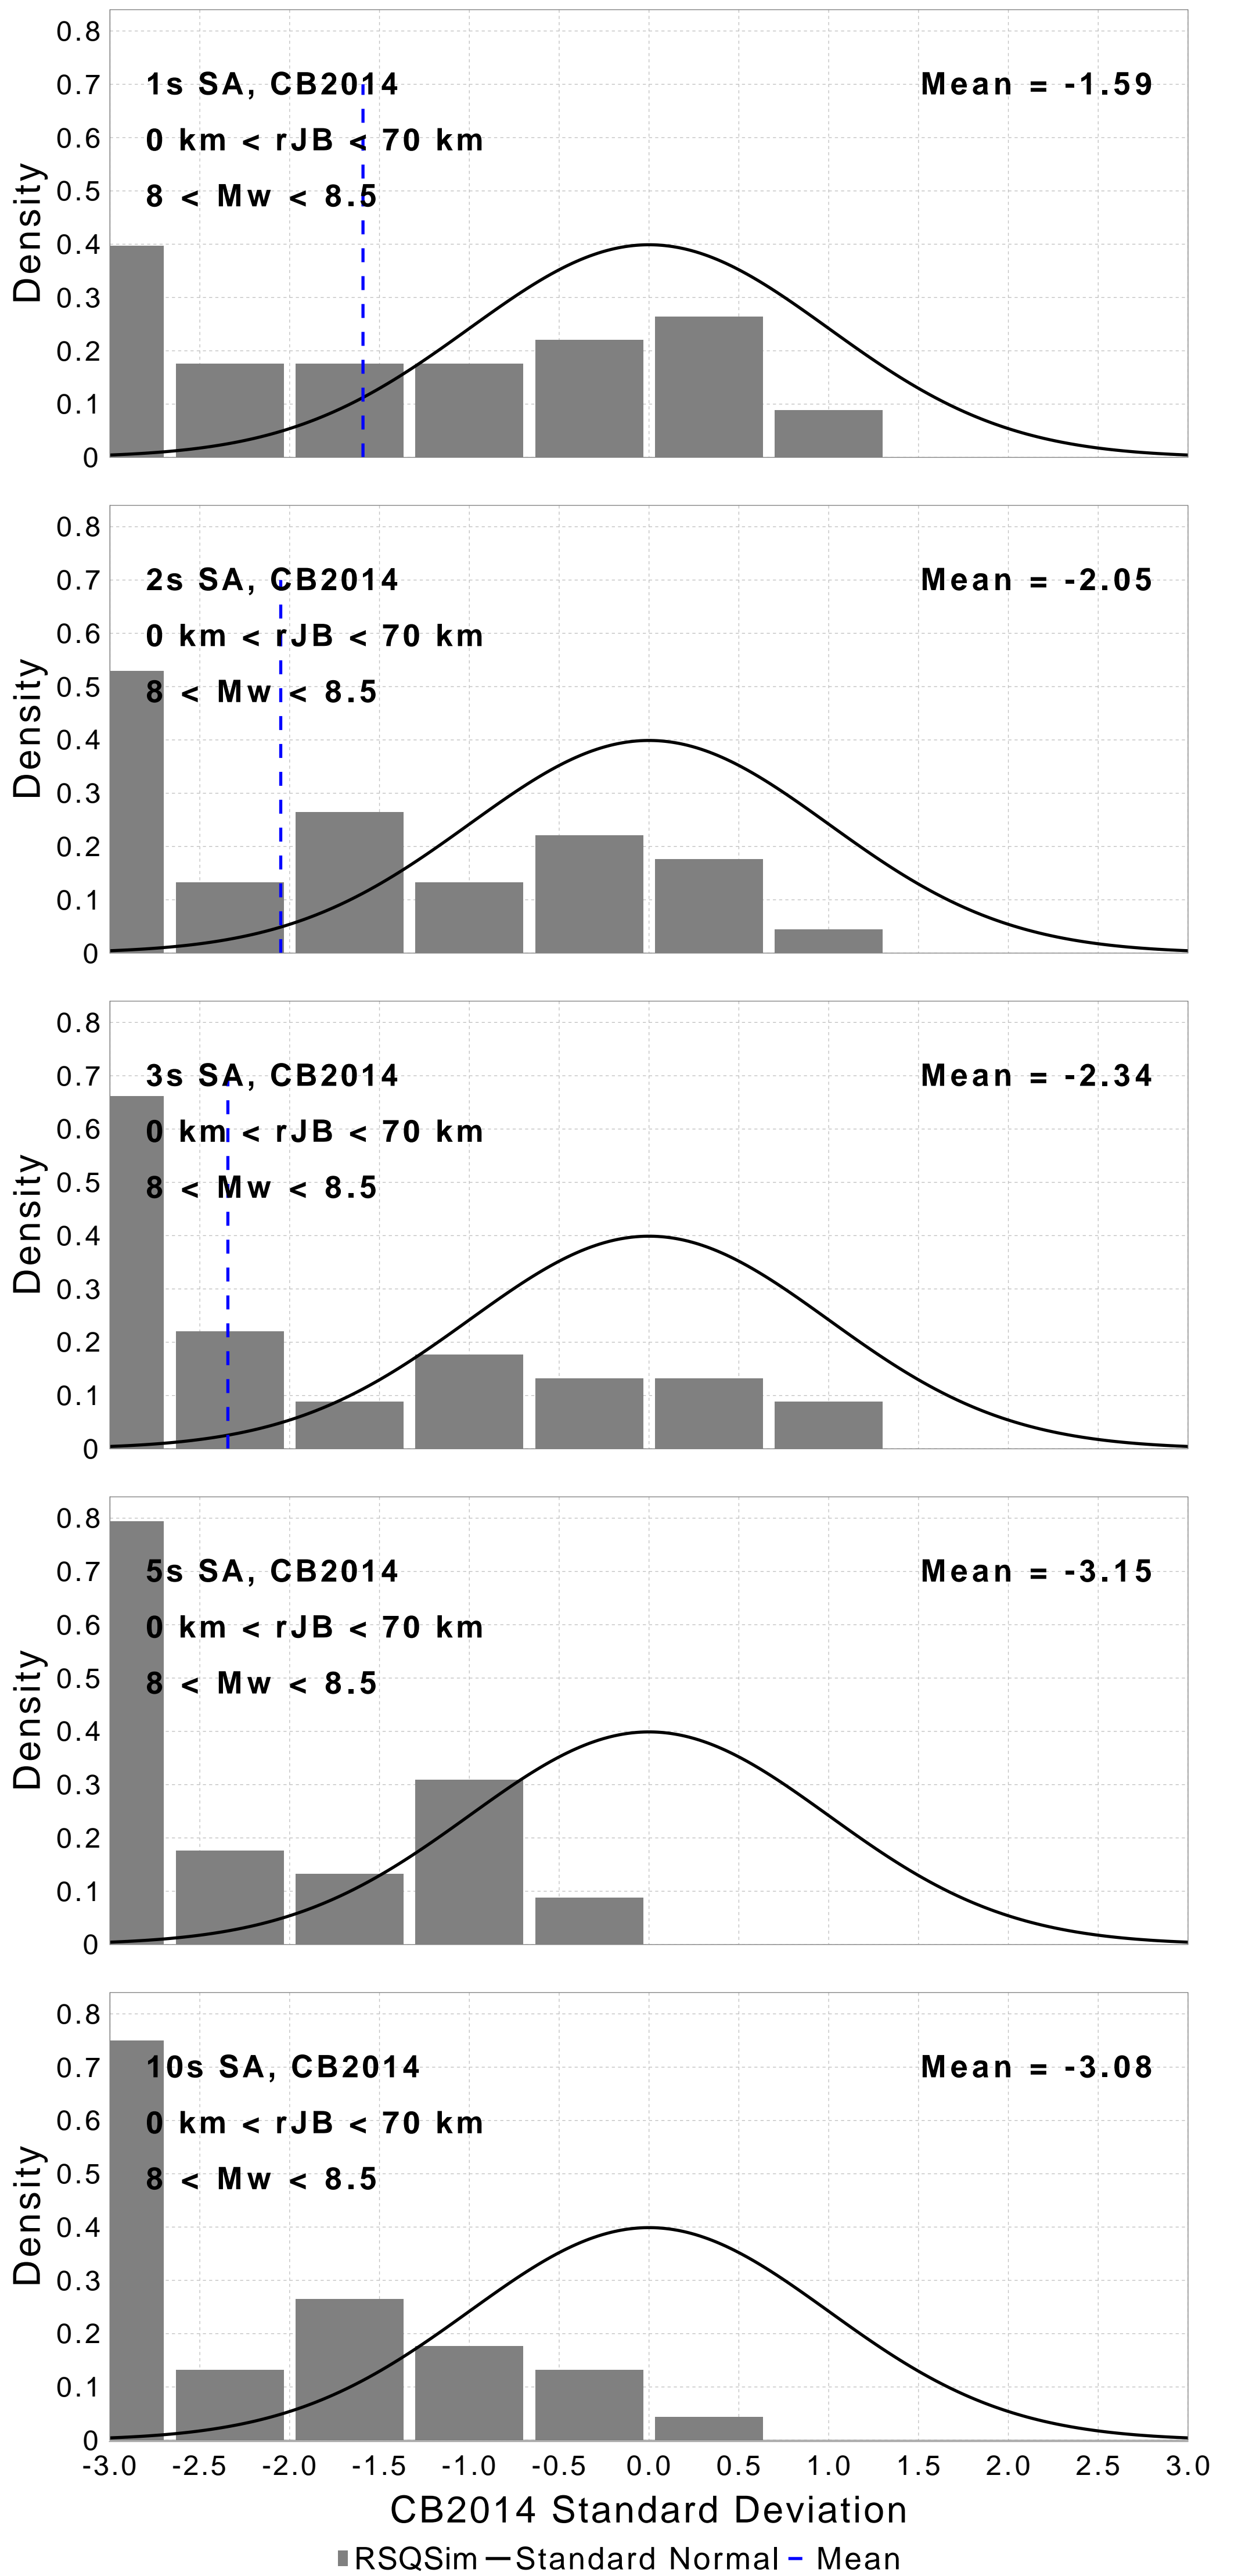 0.8
0.7
0.6
0.5
0.4
0.3
0.2
0.1
0
Density
1s SA, CB2014
Mean = -1.59
0 km < rJB < 70 km
8 < Mw < 8.5
0.8
0.7
0.6
0.5
0.4
0.3
0.2
0.1
0
Density
2s SA, CB2014
Mean = -2.05
0 km < rJB < 70 km
8 < Mw < 8.5
0.8
0.7
0.6
0.5
0.4
0.3
0.2
0.1
0
Density
3s SA, CB2014
Mean = -2.34
0 km < rJB < 70 km
8 < Mw < 8.5
0.8
0.7
0.6
0.5
0.4
0.3
0.2
0.1
0
Density
5s SA, CB2014
Mean = -3.15
0 km < rJB < 70 km
8 < Mw < 8.5
0.8
0.7
0.6
0.5
0.4
0.3
0.2
0.1
0
Density
10s SA, CB2014
Mean = -3.08
0 km < rJB < 70 km
8 < Mw < 8.5
-3.0 -2.5 -2.0 -1.5 -1.0 -0.5 0.0 0.5 1.0 1.5 2.0 2.5 3.0
CB2014 Standard Deviation
RSQSim Standard Normal Mean